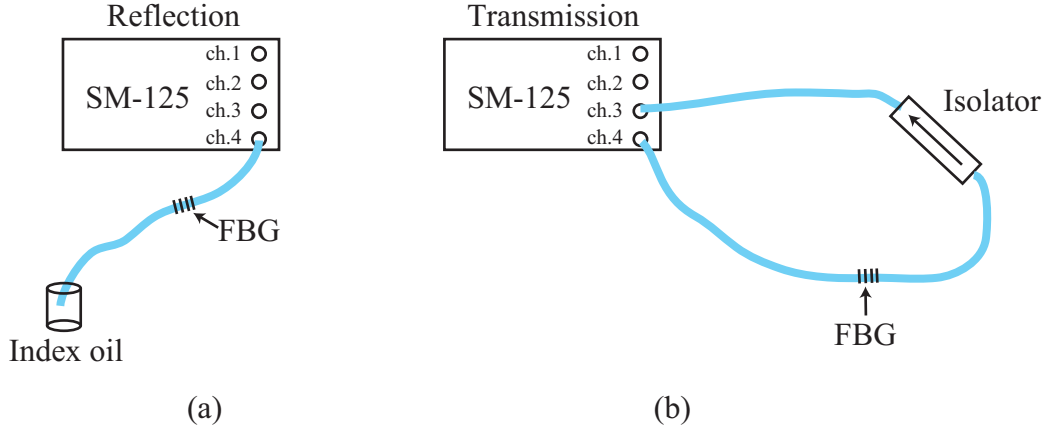 Reflection
SM-125
ch.1
ch.2
ch.3
ch.4
FBG
Index oil
(a)
Transmission
SM-125
ch.1
ch.2
ch.3
ch.4
Isolator
FBG
(b)